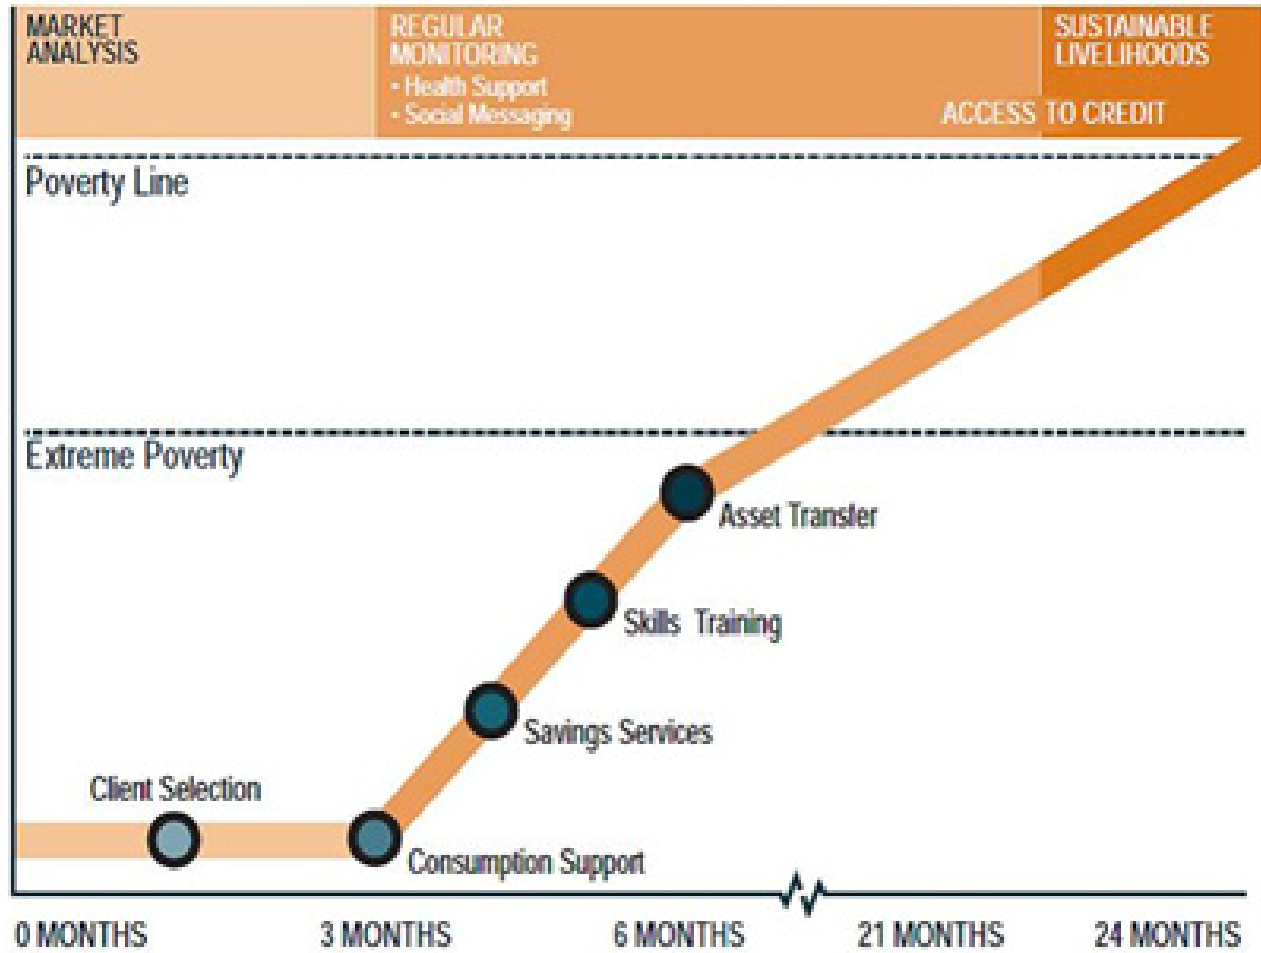 MARKET
ANALYSIS
REGULAR
MONITORING
• Health Support
• Social Messaging
SUSTAINABLE
LIVELIHOODS
ACCESS TO CREDIT
Poverty Line
Extreme Poverty
Asset Transfer
Skills Training
Savings Services
Client Selection
Consumption Support
0 MONTHS
3 MONTHS
6 MONTHS
21 MONTHS
24 MONTHS